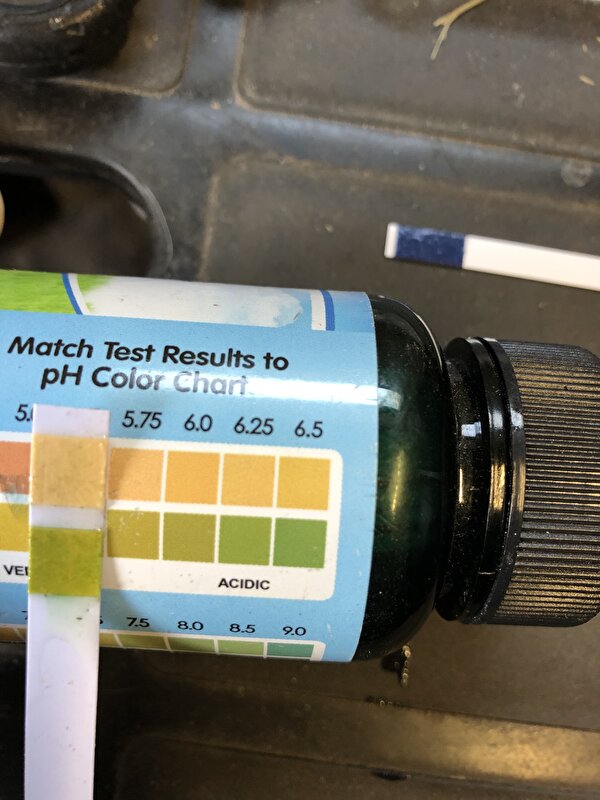 Match Test Results to
pH Color Chart
5.75 6.0 6.25 6.5
ACIDIC
7.5 8.0 8.5 9.0